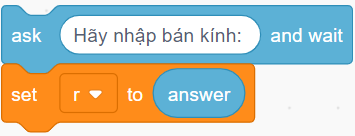 ask Hãy nhập bán kính: and wait
set r to answer